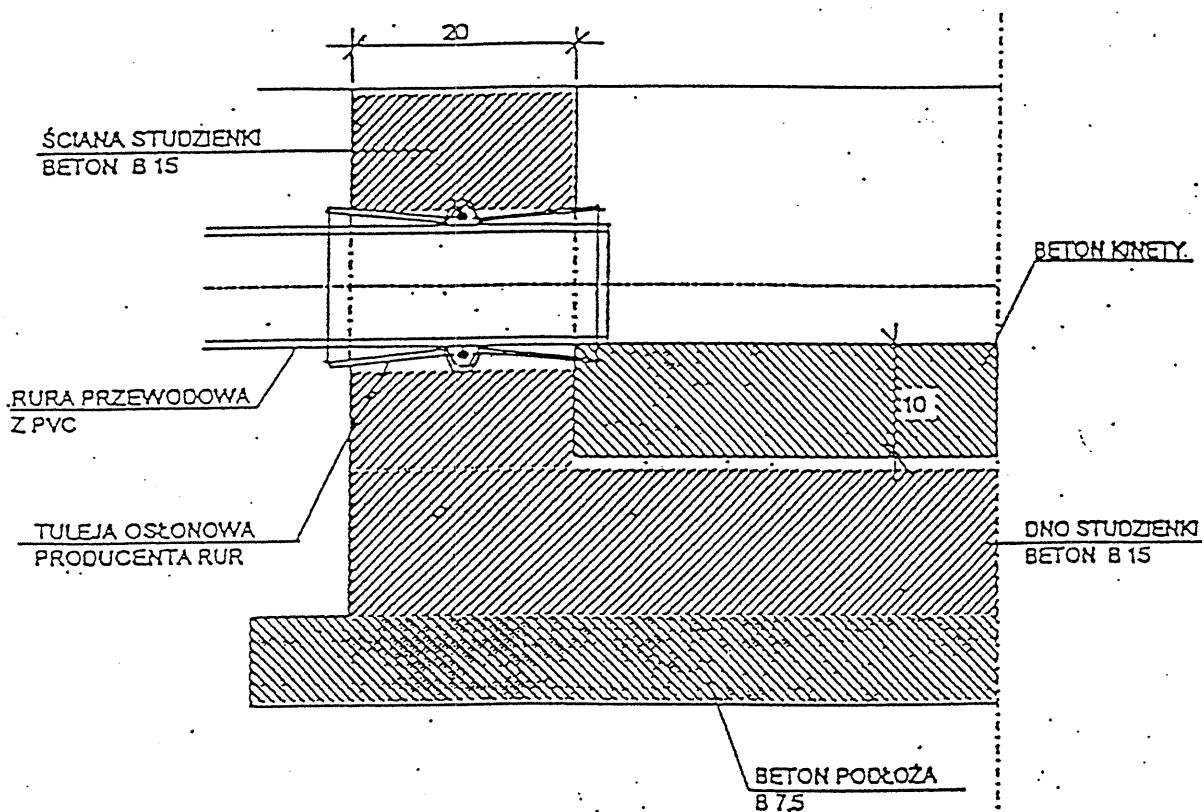 20
ŚCIANA STUDZIENKI
BETON B 15
BETON KINETY.
10
RURA PRZEWODOWA
Z PVC
TULEJA OSŁONOWA
PRODUCENTA RUR
DNO STUDZIENKI
BETON B 15
BETON PODŁOŻA
B 7,5